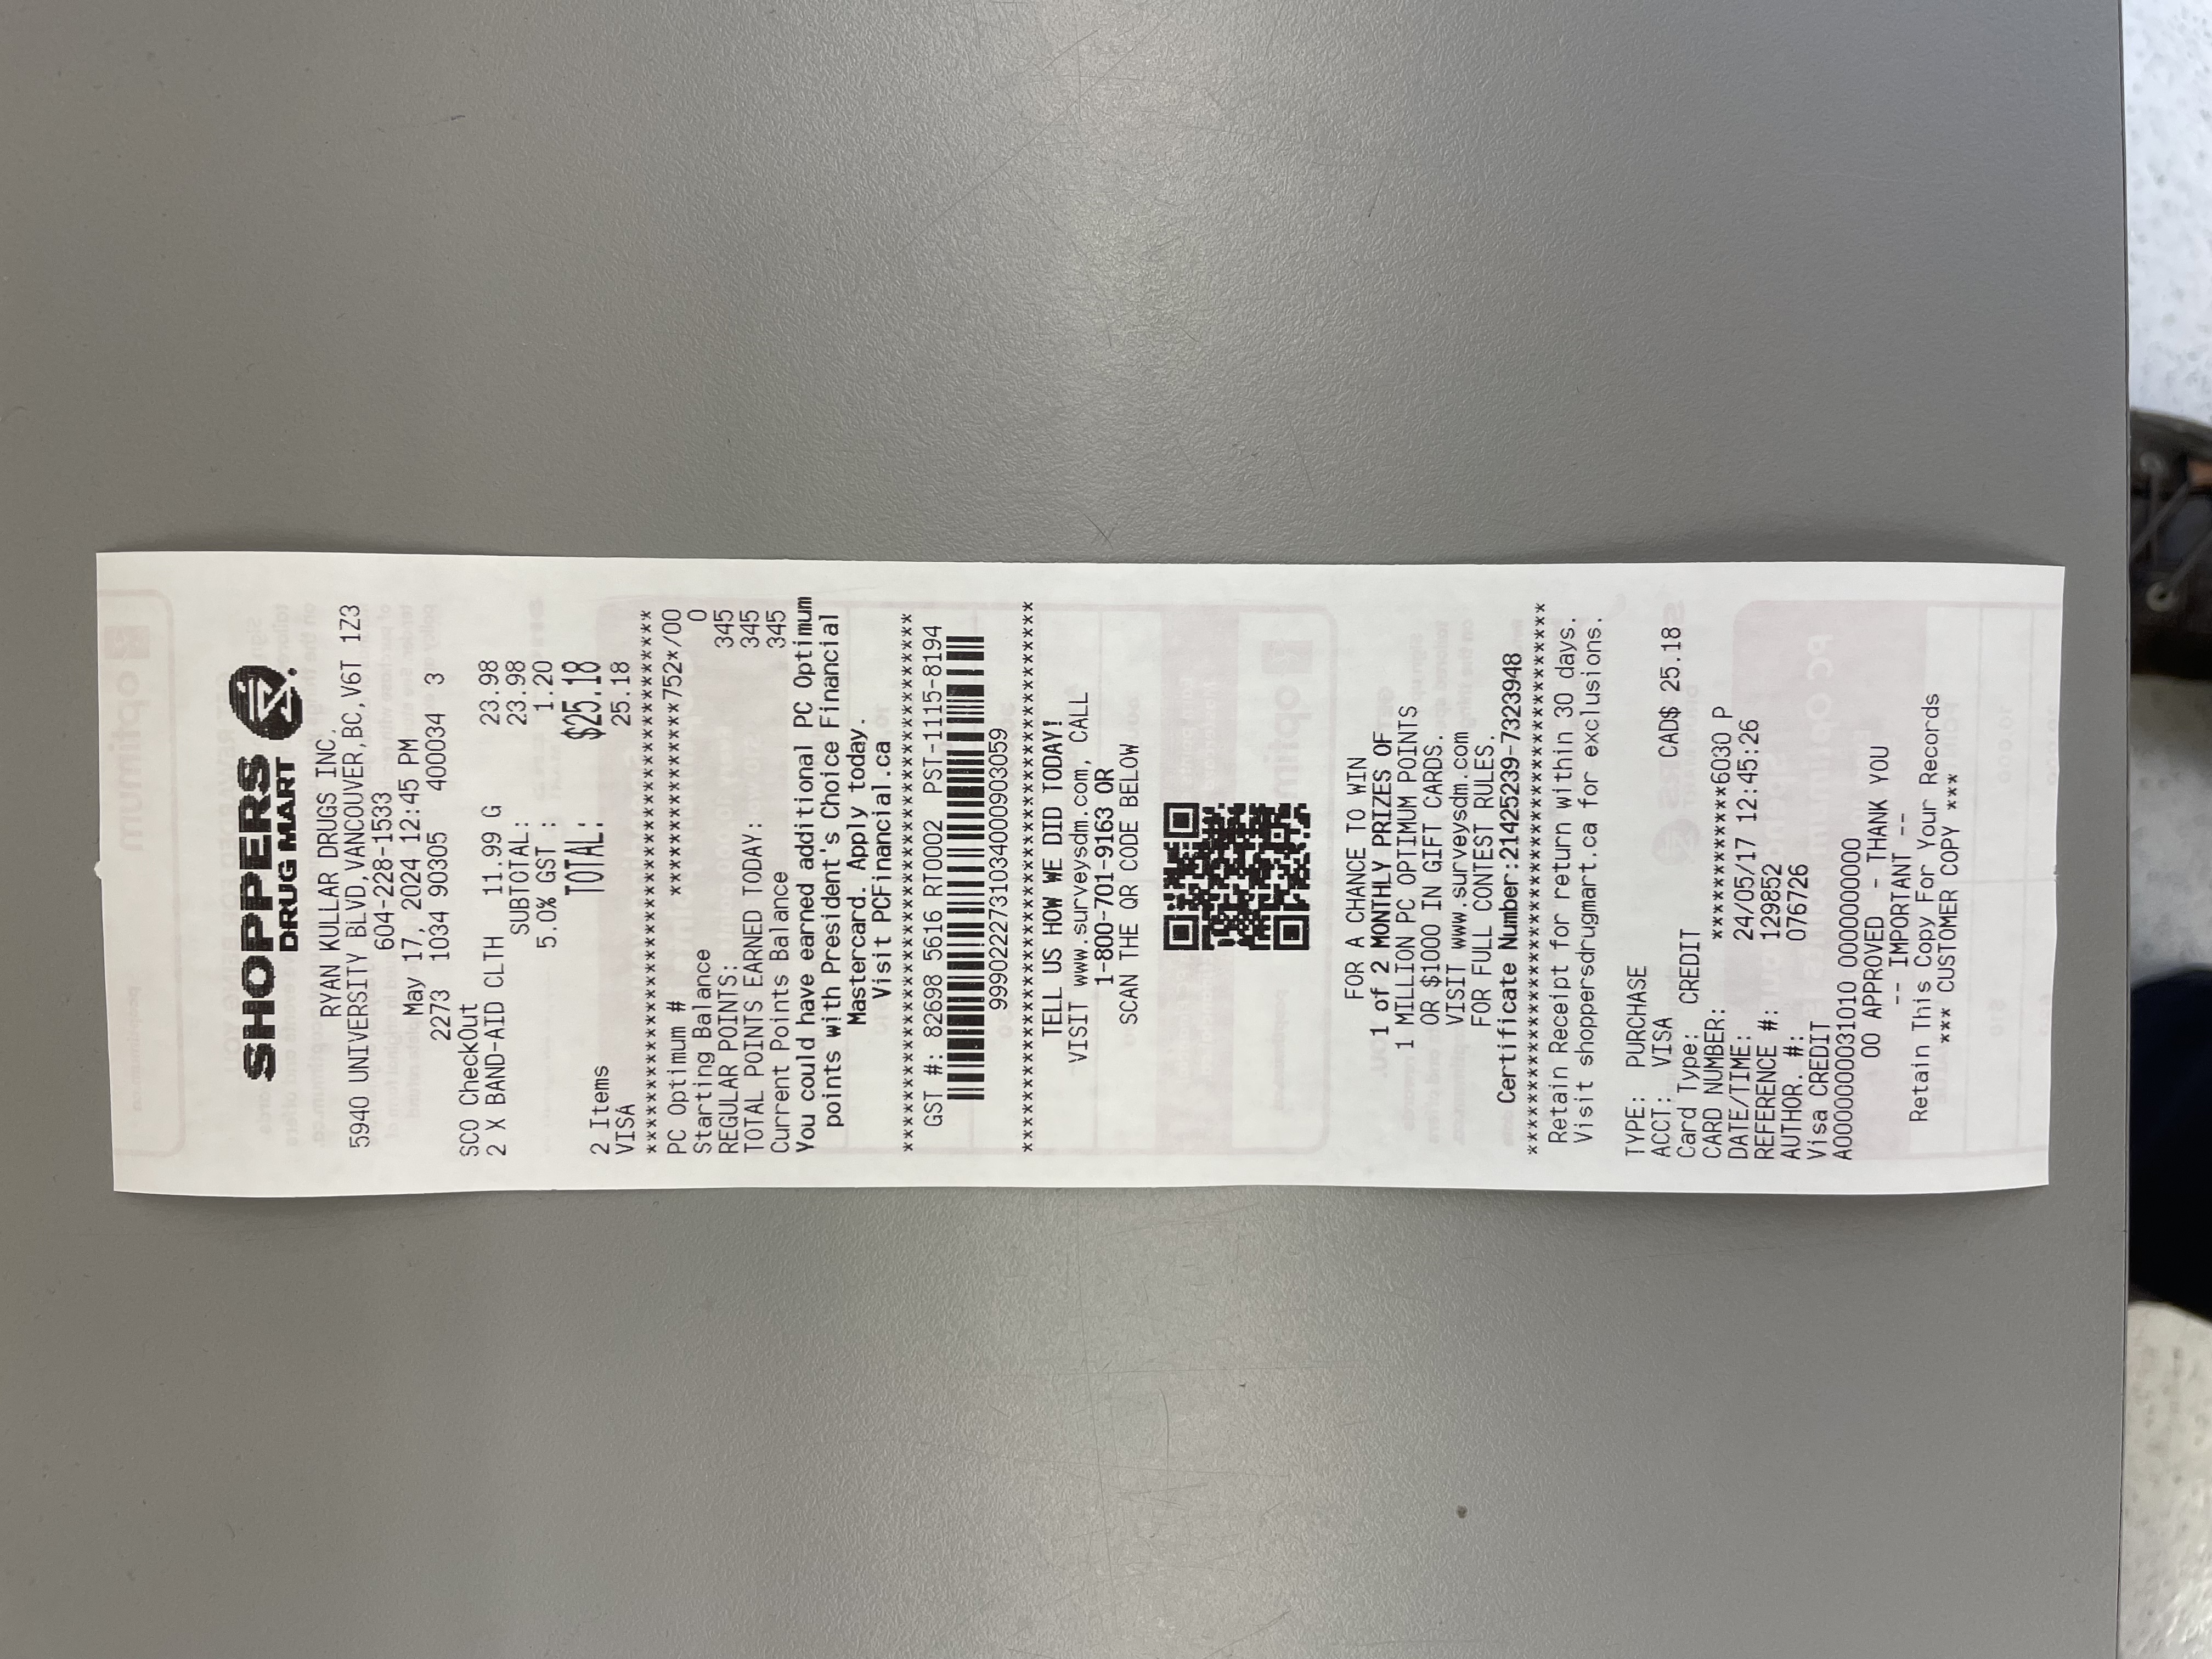 SHOPPERS
DRUG MART
RYAN KULLAR DRUGS INC.
5940 UNIVERSITY BLVD,VANCOUVER,BC,V6T 1Z3
604-228-1533
May 17, 2024 12:45 PM
2273 1034 90305 400034 3
SCO CheckOut
2 X BAND-AID CLTH 11.99 G 23.98
SUBTOTAL: 23.98
5.0% GST : 1.20
TOTAL: $25.18
2 Items
VISA 25.18
******************************************
PC Optimum # ***************752*/00
Starting Balance 0
REGULAR POINTS: 345
TOTAL POINTS EARNED TODAY: 345
Current Points Balance 345
You could have earned additional PC Optimum
points with President's Choice Financial
Mastercard. Apply today.
Visit PCFinancial.ca
******************************************
GST #: 82698 5616 RT0002 PST-1115-8194
9990222731034000903059
*******************************************
TELL US HOW WE DID TODAY!
VISIT www.surveysdm.com, CALL
1-800-701-9163 OR
SCAN THE QR CODE BELOW
FOR A CHANCE TO WIN
1 of 2 MONTHLY PRIZES OF
1 MILLION PC OPTIMUM POINTS
OR $1000 IN GIFT CARDS.
VISIT www.surveysdm.com
FOR FULL CONTEST RULES.
Certificate Number:21425239-7323948
*******************************************
Retain Receipt for return within 30 days.
Visit shoppersdrugmart.ca for exclusions.
TYPE: PURCHASE
ACCT: VISA CAD$ 25.18
Card Type: CREDIT
CARD NUMBER: ************6030 P
DATE/TIME: 24/05/17 12:45:26
REFERENCE #: 129852
AUTHOR. #: 076726
Visa CREDIT
A0000000031010 0000000000
00 APPROVED - THANK YOU
-- IMPORTANT --
Retain This Copy For Your Records
*** CUSTOMER COPY ***